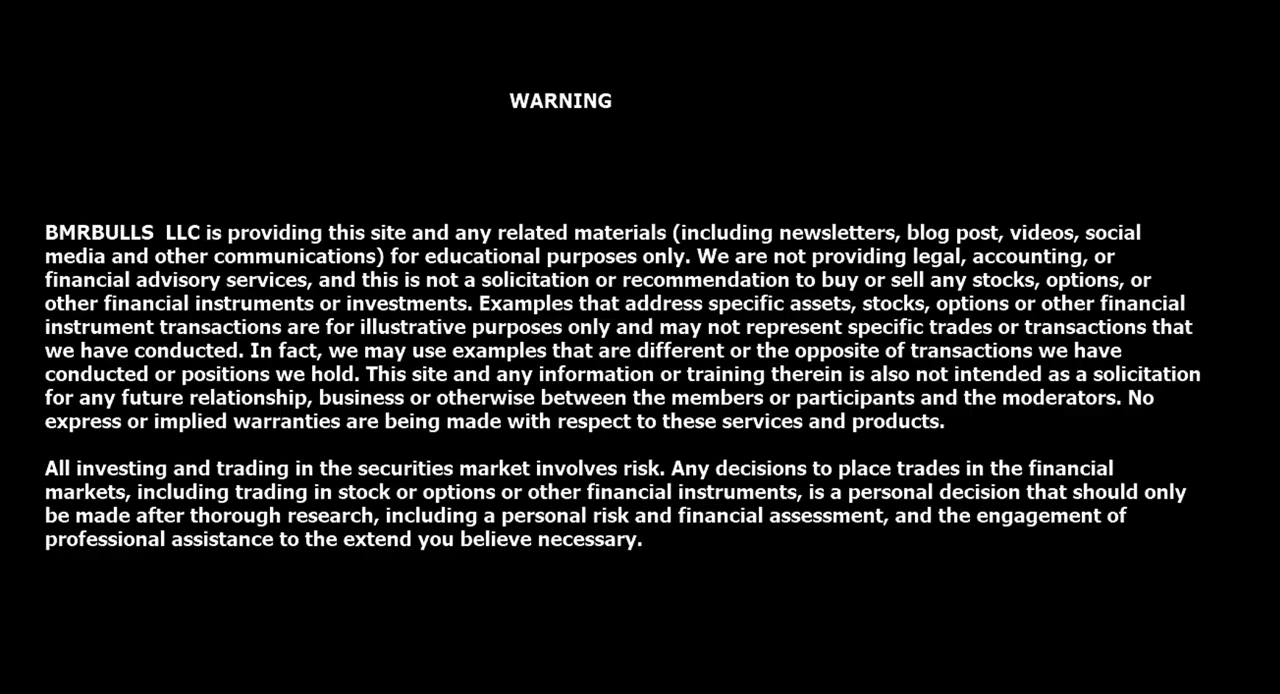 WARNING
BMRBULLS  LLC is providing this site and any related materials (including newsletters, blog post, videos, social
media and other communications) for educational purposes only. We are not providing legal, accounting, or
financial advisory services, and this is not a solicitation or recommendation to buy or sell any stocks, options, or
other financial instruments or investments. Examples that address specific assets, stocks, options or other financial
instrument transactions are for illustrative purposes only and may not represent specific trades or transactions that
we have conducted. In fact, we may use examples that are different or the opposite of transactions we have
conducted or positions we hold. This site and any information or training therein is also not intended as a solicitation
for any future relationship, business or otherwise between the members or participants and the moderators. No
express or implied warranties are being made with respect to these services and products.
All investing and trading in the securities market involves risk. Any decisions to place trades in the financial
markets, including trading in stock or options or other financial instruments, is a personal decision that should only
be made after thorough research, including a personal risk and financial assessment, and the engagement of
professional assistance to the extend you believe necessary.